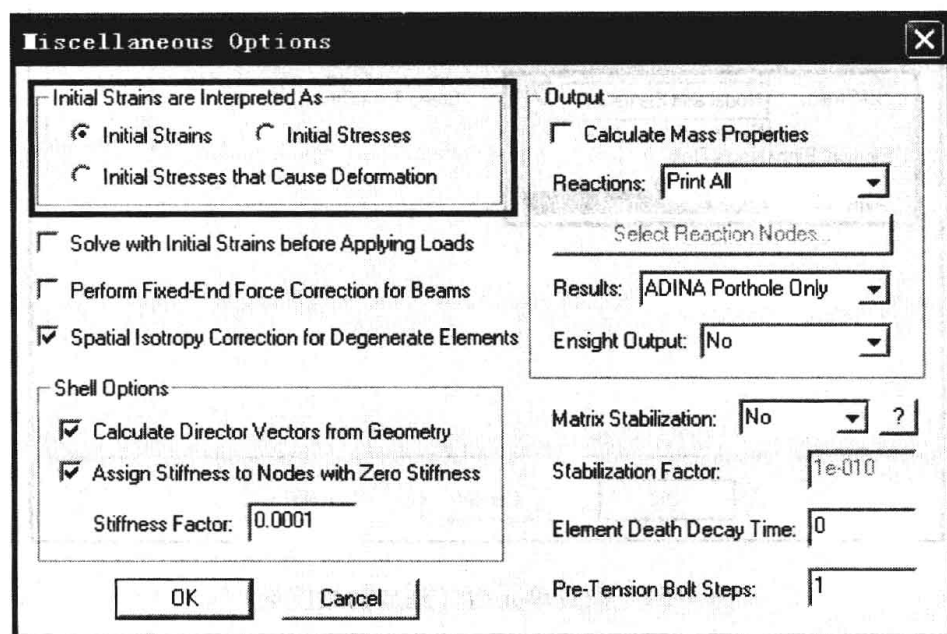 Miscellaneous Options
Initial Strains are Interpreted As
Initial Strains
Initial Stresses
Initial Stresses that Cause Deformation
Solve with Initial Strains before Applying Loads
Perform Fixed-End Force Correction for Beams
Spatial Isotropy Correction for Degenerate Elements
Shell Options
Calculate Director Vectors from Geometry
Assign Stiffness to Nodes with Zero Stiffness
Stiffness Factor: 0.0001
OK
Cancel
Output
Calculate Mass Properties
Reactions: Print All
Select Reaction Nodes...
Results: ADINA Porthole Only
Ensight Output: No
Matrix Stabilization: No ?
Stabilization Factor: 1e-010
Element Death Decay Time: 0
Pre-Tension Bolt Steps: 1